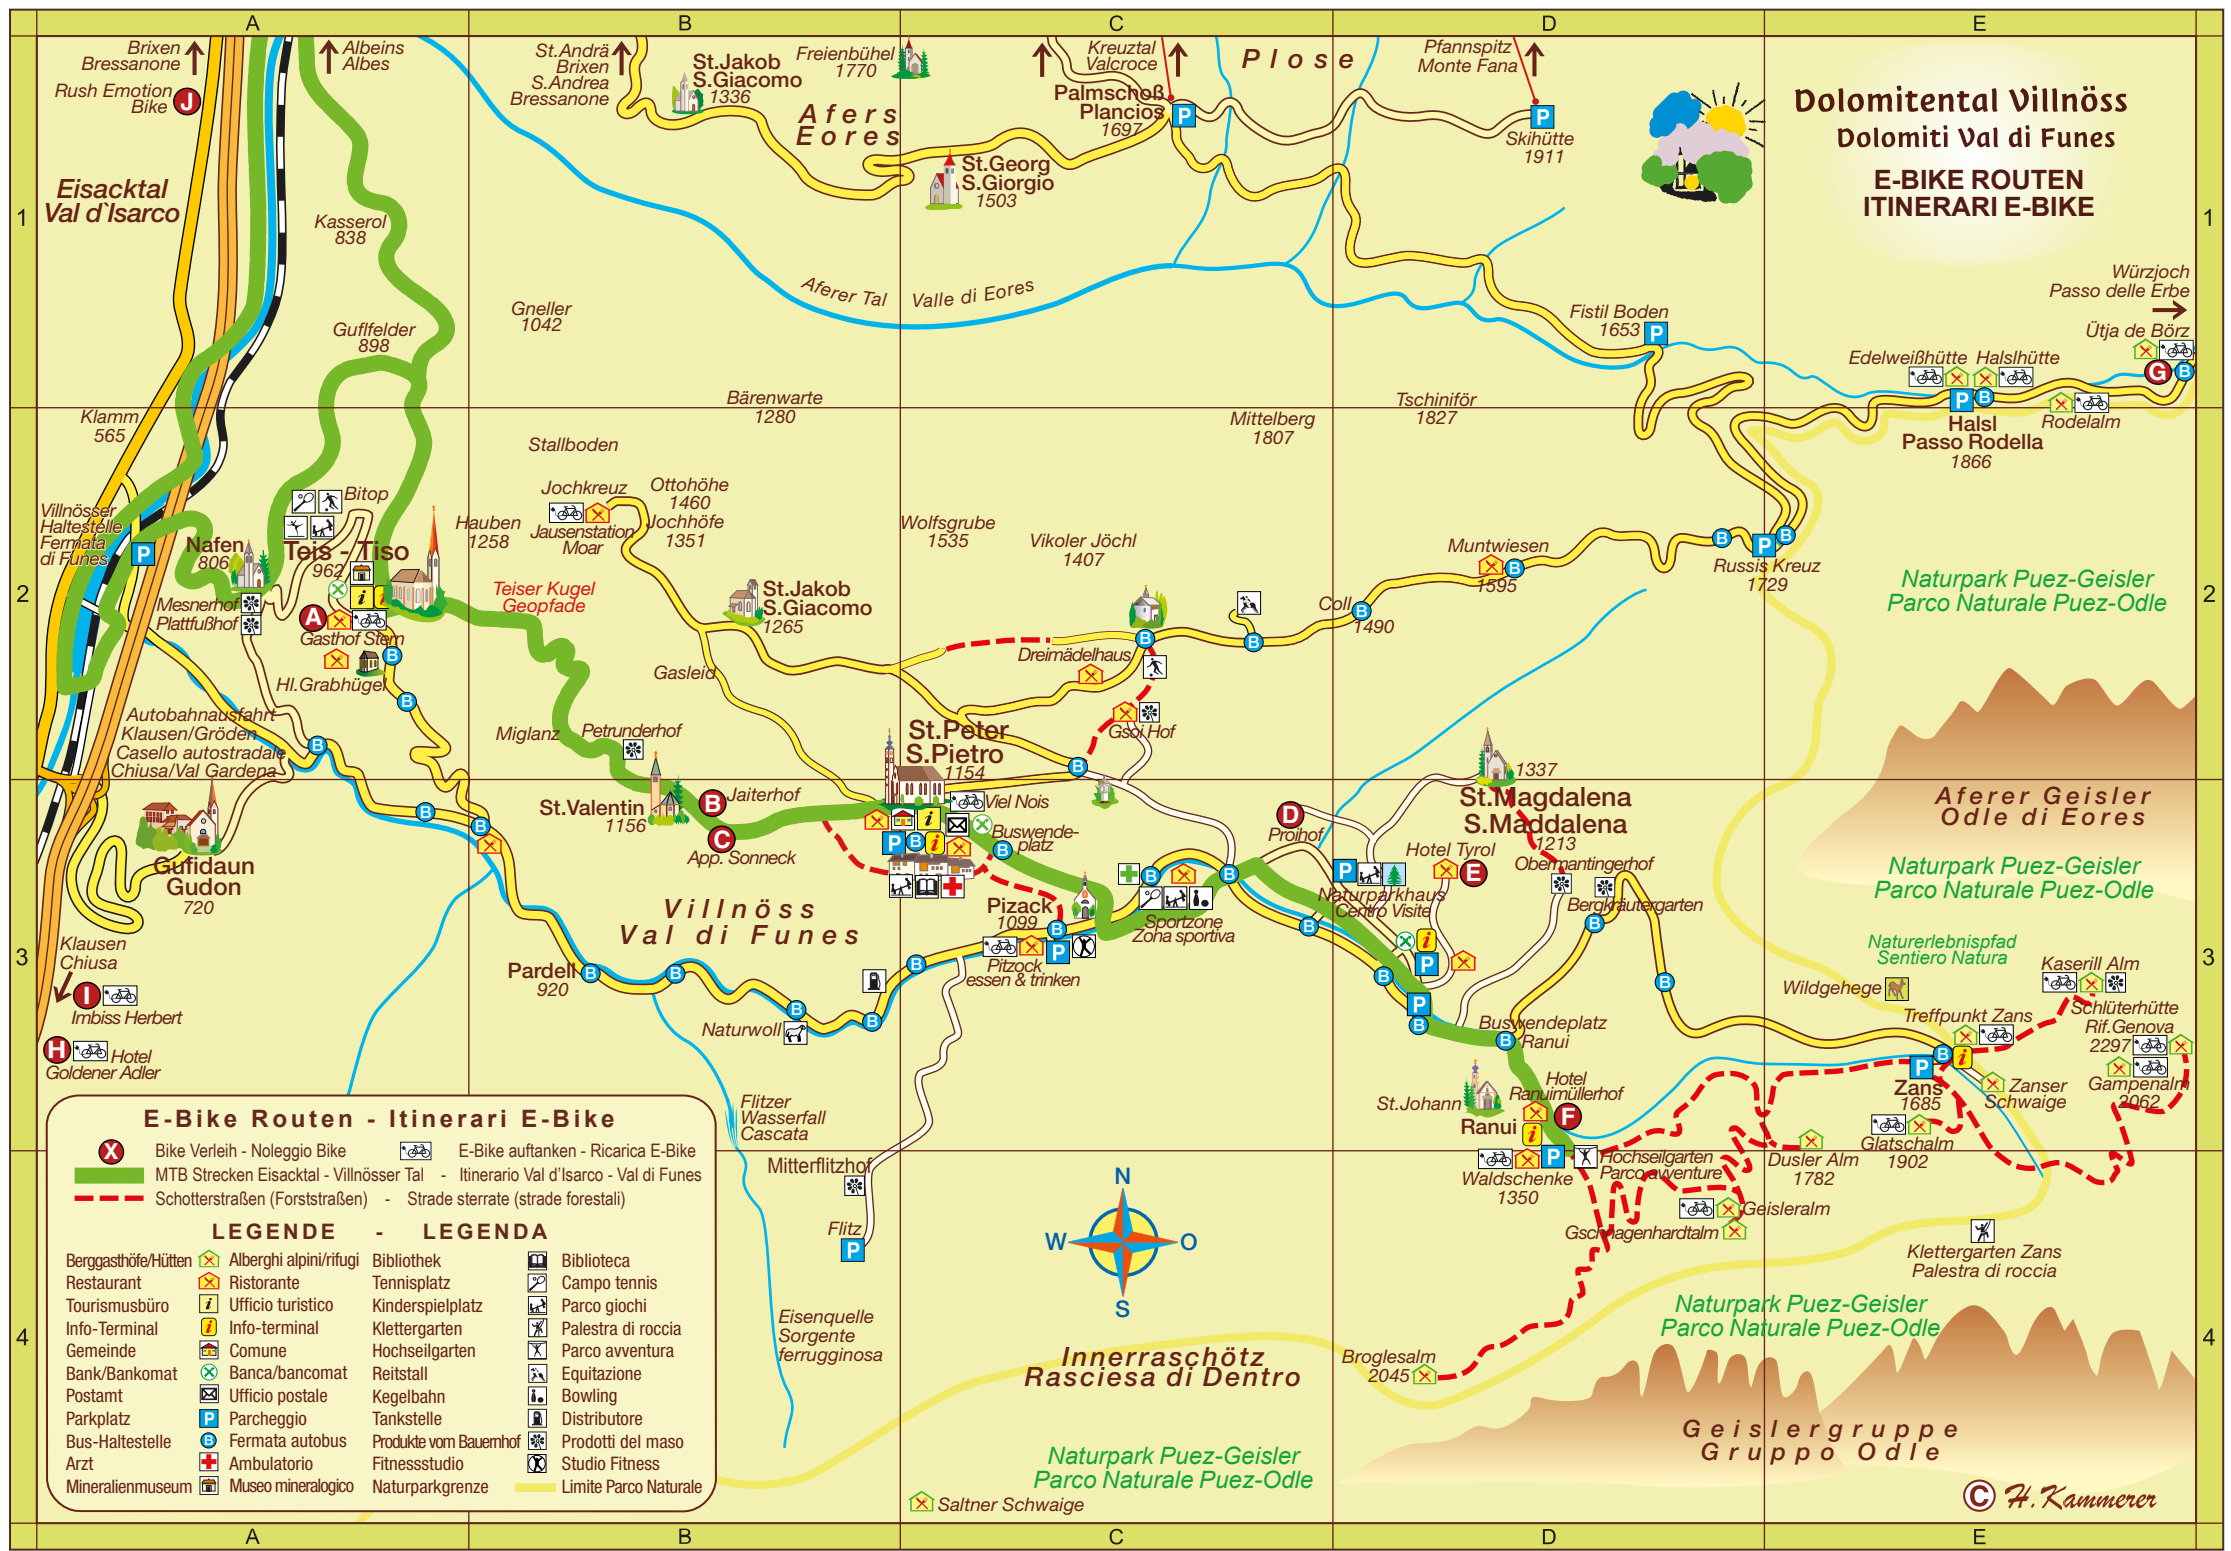 A
B
C
D
E
Brixen
Bressanone
Rush Emotion
Bike
J
Albeins
Albes
St.Andrä
Brixen
S.Andrea
Bressanone
St.Jakob
S.Giacomo
1336
Freienbühel
1770
Afers
Eores
Kreuztal
Valcroce
Palmschoß
Plancios
1697
P
Plose
Pfannspitz
Monte Fana
P
Skihütte
1911
Dolomitental Villnöss
Dolomiti Val di Funes
E-BIKE ROUTEN
ITINERARI E-BIKE
1
Eisacktal
Val d`Isarco
Kasserol
838
St.Georg
S.Giorgio
1503
1
Gneller
1042
Guflfelder
898
Aferer Tal
Valle di Eores
Fistil Boden
1653
P
Würzjoch
Passo delle Erbe
Ütja de Börz
G
B
Edelweißhütte
Halslhütte
P
B
Halsl
Passo Rodella
1866
Rodelalm
Klamm
565
Bärenwarte
1280
Stallboden
Mittelberg
1807
Tschiniför
1827
Villnösser
Haltestelle
Fermata
di Funes
P
Nafen
806
Bitop
Teis - Tiso
962
Hauben
1258
Jochkreuz
Jausenstation
Moar
Ottohöhe
1460
Jochhöfe
1351
Wolfsgrube
1535
Vikoler Jöchl
1407
Muntwiesen
B
1595
B
P
B
Russis Kreuz
1729
2
Mesnerhof
Plattfußhof
A
i
i
Gasthof Stern
B
Hl.Grabhügel
B
Teiser Kugel
Geopfade
St.Jakob
S.Giacomo
1265
Gasleid
B
Dreimädelhaus
B
Coll
B
1490
Naturpark Puez-Geisler
Parco Naturale Puez-Odle
2
Autobahnausfahrt
Klausen/Gröden
Casello autostradale
Chiusa/Val Gardena
B
Miglanz
Petrunderhof
St.Peter
S.Pietro
1154
Gsoi Hof
B
1337
St.Magdalena
S.Maddalena
1213
Gufidaun
Gudon
720
B
B
St.Valentin
1156
B
Jaiterhof
C
App. Sonneck
Viel Nois
i
Buswende-
platz
B
P
B
i
D
Proihof
Hotel Tyrol
E
Obermantingerhof
Bergkräutergarten
B
P
Naturparkhaus
Centro Visite
Aferer Geisler
Odle di Eores
Naturpark Puez-Geisler
Parco Naturale Puez-Odle
3
Villnöss
Val di Funes
Pizack
1099
B
P
B
B
Sportzone
Zona sportiva
B
i
P
B
Naturerlebnispfad
Sentiero Natura
3
Klausen
Chiusa
I
Imbiss Herbert
H
Hotel
Goldener Adler
Pardell
920
B
B
B
Naturwoll
B
B
Pitzock
essen & trinken
P
B
Buswendeplatz
Ranui
B
B
Wildgehege
Treffpunkt Zans
Kaserill Alm
Schlüterhütte
Rif.Genova
2297
Gampenalm
2062
B
i
P
Zans
1685
Zanser
Schwaige
Glatschalm
1902
Flitzer
Wasserfall
Cascata
St.Johann
Hotel
Ranuimüllerhof
F
Ranui
i
P
Waldschenke
1350
Hochseilgarten
Parco avventure
Dusler Alm
1782
Geisleralm
Gschnagenhardtalm
Klettergarten Zans
Palestra di roccia
Mitterflitzhof
Flitz
P
Eisenquelle
Sorgente
ferrugginosa
N
W
O
S
4
Innerraschötz
Rasciesa di Dentro
Broglesalm
2045
Naturpark Puez-Geisler
Parco Naturale Puez-Odle
4
Geislergruppe
Gruppo Odle
Naturpark Puez-Geisler
Parco Naturale Puez-Odle
Saltner Schwaige
© H.Kammerer
E-Bike Routen - Itinerari E-Bike
X
Bike Verleih - Noleggio Bike
E-Bike auftanken - Ricarica E-Bike
MTB Strecken Eisacktal - Villnösser Tal - Itinerario Val d'Isarco - Val di Funes
Schotterstraßen (Forststraßen) - Strade sterrate (strade forestali)
LEGENDE - LEGENDA
Berggasthöfe/Hütten Alberghi alpini/rifugi Bibliothek Biblioteca
Restaurant Ristorante Tennisplatz Campo tennis
Tourismusbüro i Ufficio turistico Kinderspielplatz Parco giochi
Info-Terminal i Info-terminal Klettergarten Palestra di roccia
Gemeinde Comune Hochseilgarten Parco avventura
Bank/Bankomat Banca/bancomat Reitstall Equitazione
Postamt Ufficio postale Kegelbahn Bowling
Parkplatz P Parcheggio Tankstelle Distributore
Bus-Haltestelle B Fermata autobus Produkte vom Bauernhof Prodotti del maso
Arzt Ambulatorio Fitnessstudio Studio Fitness
Mineralienmuseum Museo mineralogico Naturparkgrenze Limite Parco Naturale
A
B
C
D
E